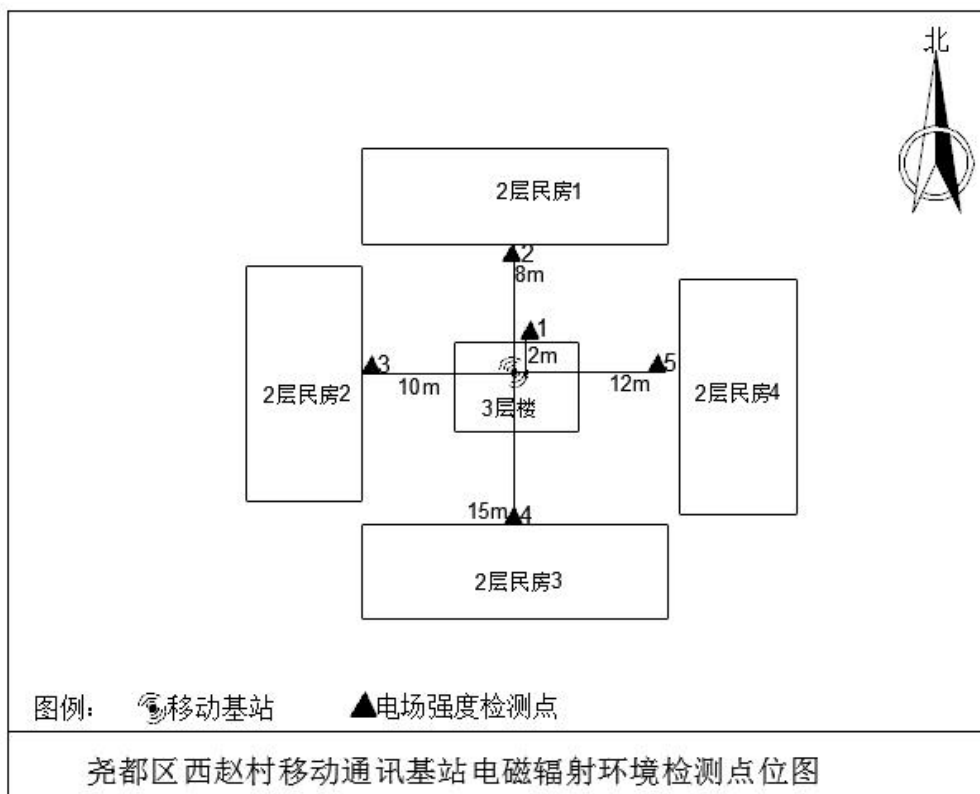 北
2层民房1
2
8m
1
2m
3
10m
5
12m
2层民房2
3层楼
2层民房4
15m
4
2层民房3
图例: 移动基站 电场强度检测点
尧都区西赵村移动通讯基站电磁辐射环境检测点位图